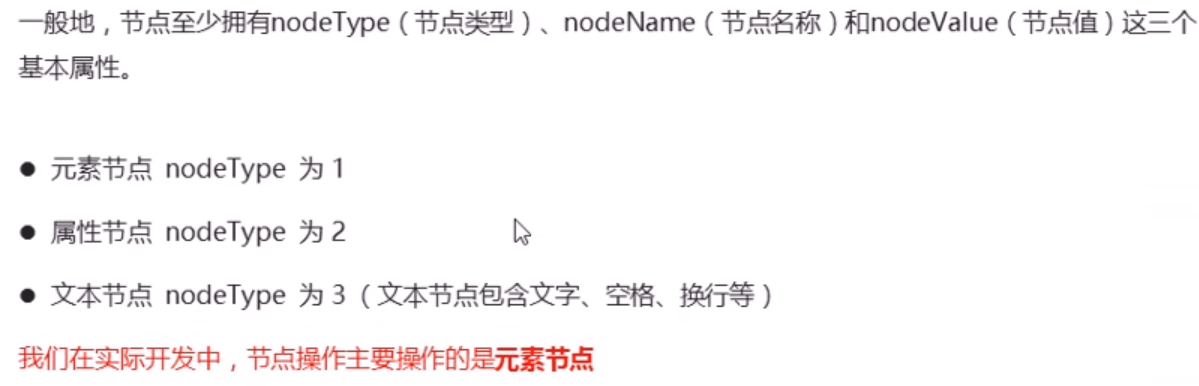 一般地，节点至少拥有nodeType（节点类型）、nodeName（节点名称）和nodeValue（节点值）这三个
基本属性。
● 元素节点 nodeType 为 1
● 属性节点 nodeType 为 2
● 文本节点 nodeType 为 3（文本节点包含文字、空格、换行等）
我们在实际开发中，节点操作主要操作的是元素节点